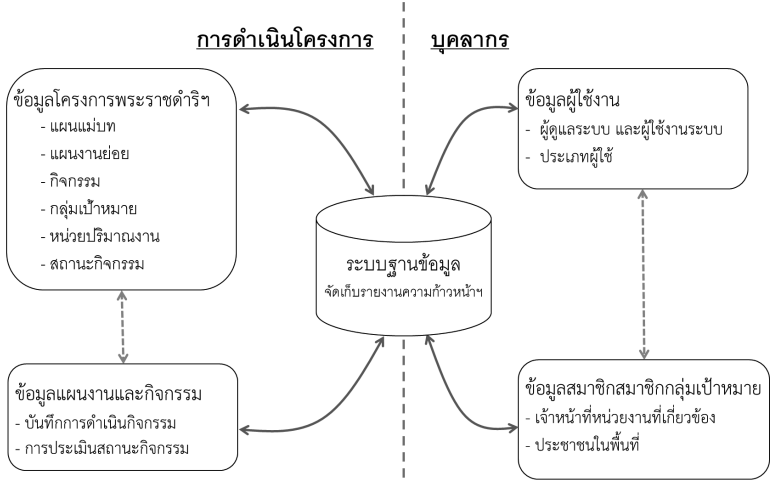 การดำเนินโครงการ
บุคลากร
ข้อมูลโครงการพระราชดำริฯ
- แผนแม่บท
- แผนงานย่อย
- กิจกรรม
- กลุ่มเป้าหมาย
- หน่วยปริมาณงาน
- สถานะกิจกรรม
ข้อมูลผู้ใช้งาน
- ผู้ดูแลระบบ และผู้ใช้งานระบบ
- ประเภทผู้ใช้
ระบบฐานข้อมูล
จัดเก็บรายงานความก้าวหน้าฯ
ข้อมูลแผนงานและกิจกรรม
- บันทึกการดำเนินกิจกรรม
- การประเมินสถานะกิจกรรม
ข้อมูลสมาชิกสมาชิกกลุ่มเป้าหมาย
- เจ้าหน้าที่หน่วยงานที่เกี่ยวข้อง
- ประชาชนในพื้นที่